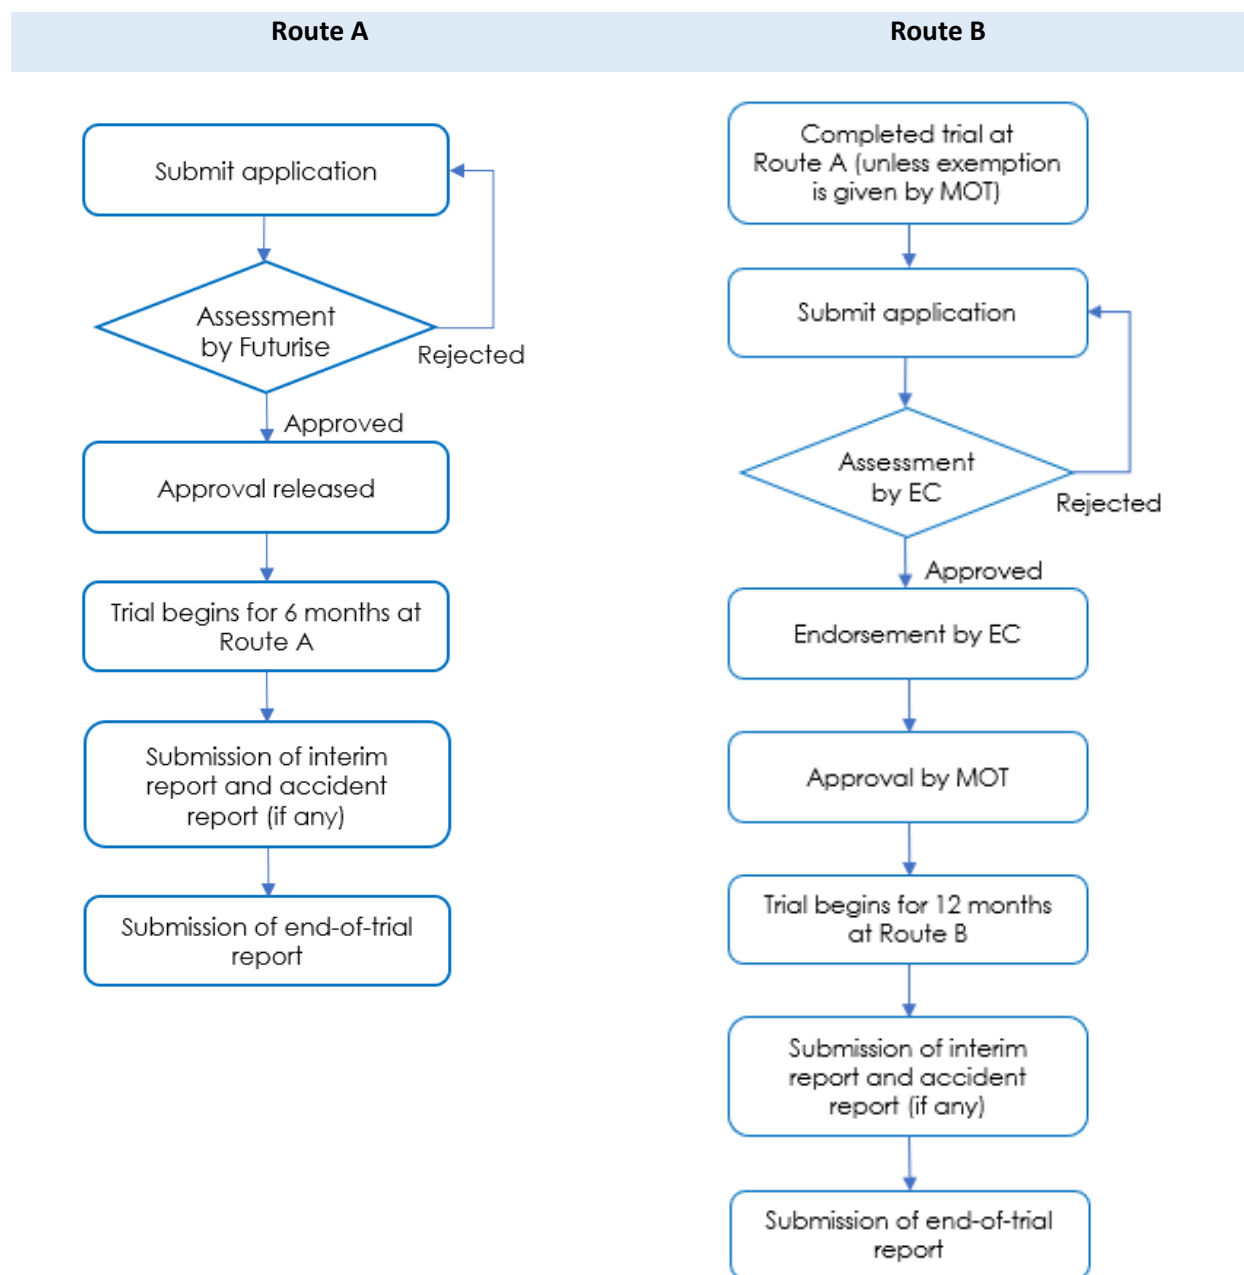 Route A
Submit application
Assessment
by Futurise
Rejected
Approved
Approval released
Trial begins for 6 months at
Route A
Submission of interim
report and accident
report (if any)
Submission of end-of-trial
report
Route B
Completed trial at
Route A (unless exemption
is given by MOT)
Submit application
Assessment
by EC
Rejected
Approved
Endorsement by EC
Approval by MOT
Trial begins for 12 months
at Route B
Submission of interim
report and accident
report (if any)
Submission of end-of-trial
report